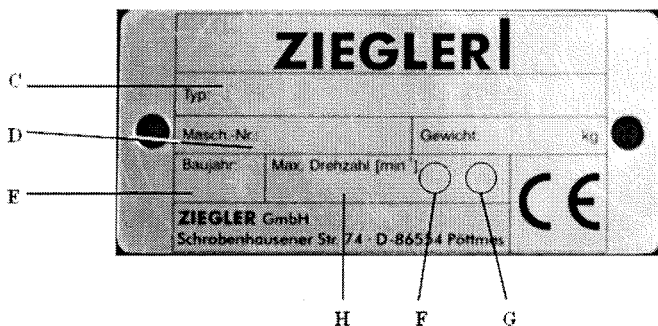 ZIEGLER
C
Typ:
D
Masch.-Nr.: Gewicht: kg
E
Baujahr: Max. Drehzahl [min⁻¹]
CE
ZIEGLER GmbH
Schrobenhausener Str. 74 · D-86554 Pöttmes
H F G